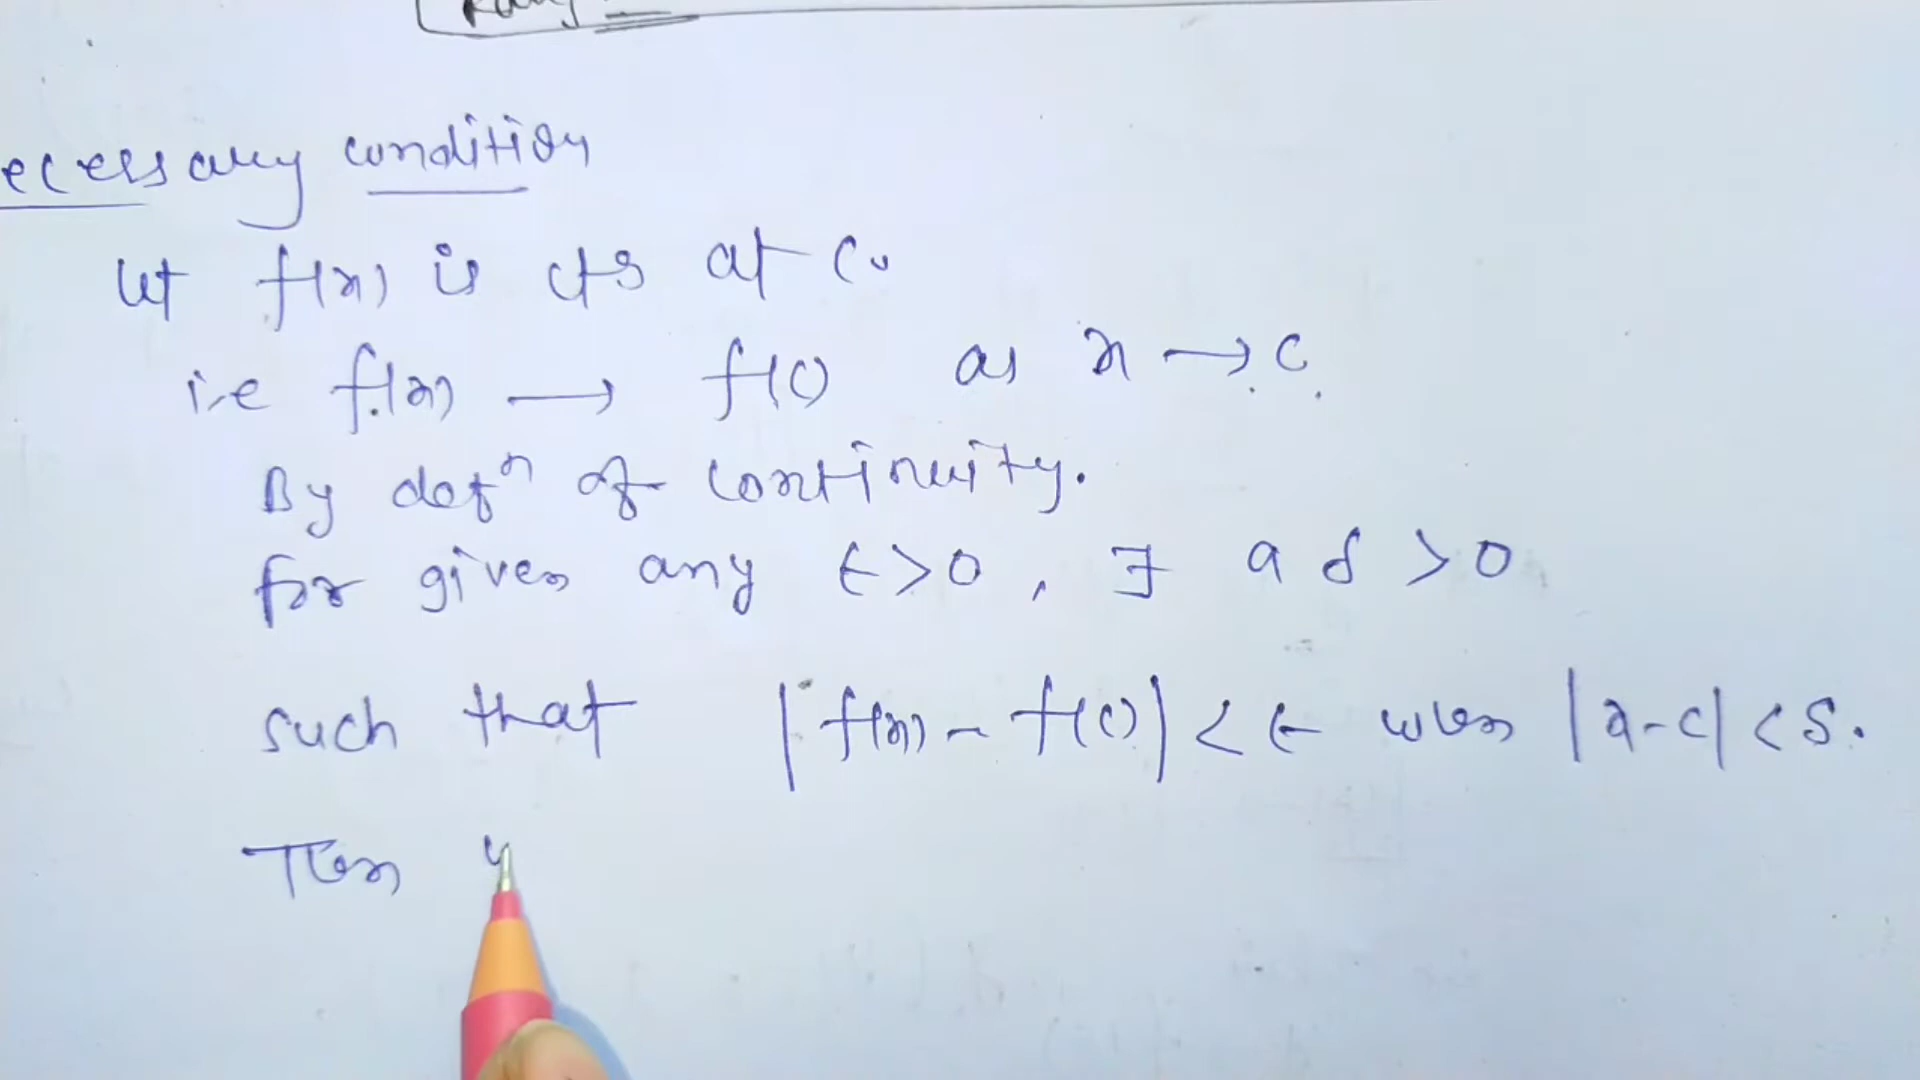 ecessary condition
let f(x) is cts at c.
i.e f(x) → f(c) as x → c.
By defⁿ of continuity.
for given any ϵ>0, ∃ a δ >0
such that |f(x) - f(c)| < ϵ when |x-c| < δ.
Then